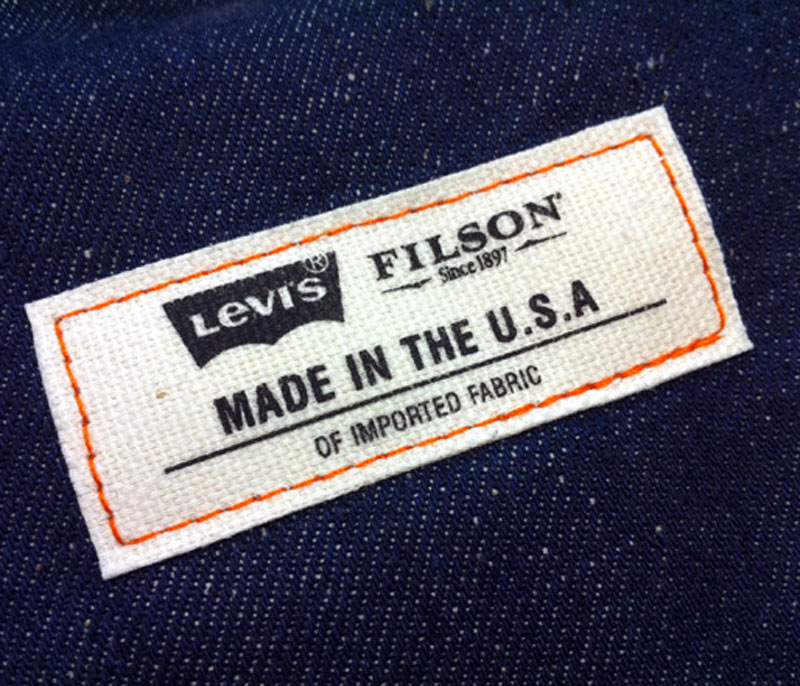 LEVI'S®
FILSON®
Since 1897
MADE IN THE U.S.A
OF IMPORTED FABRIC